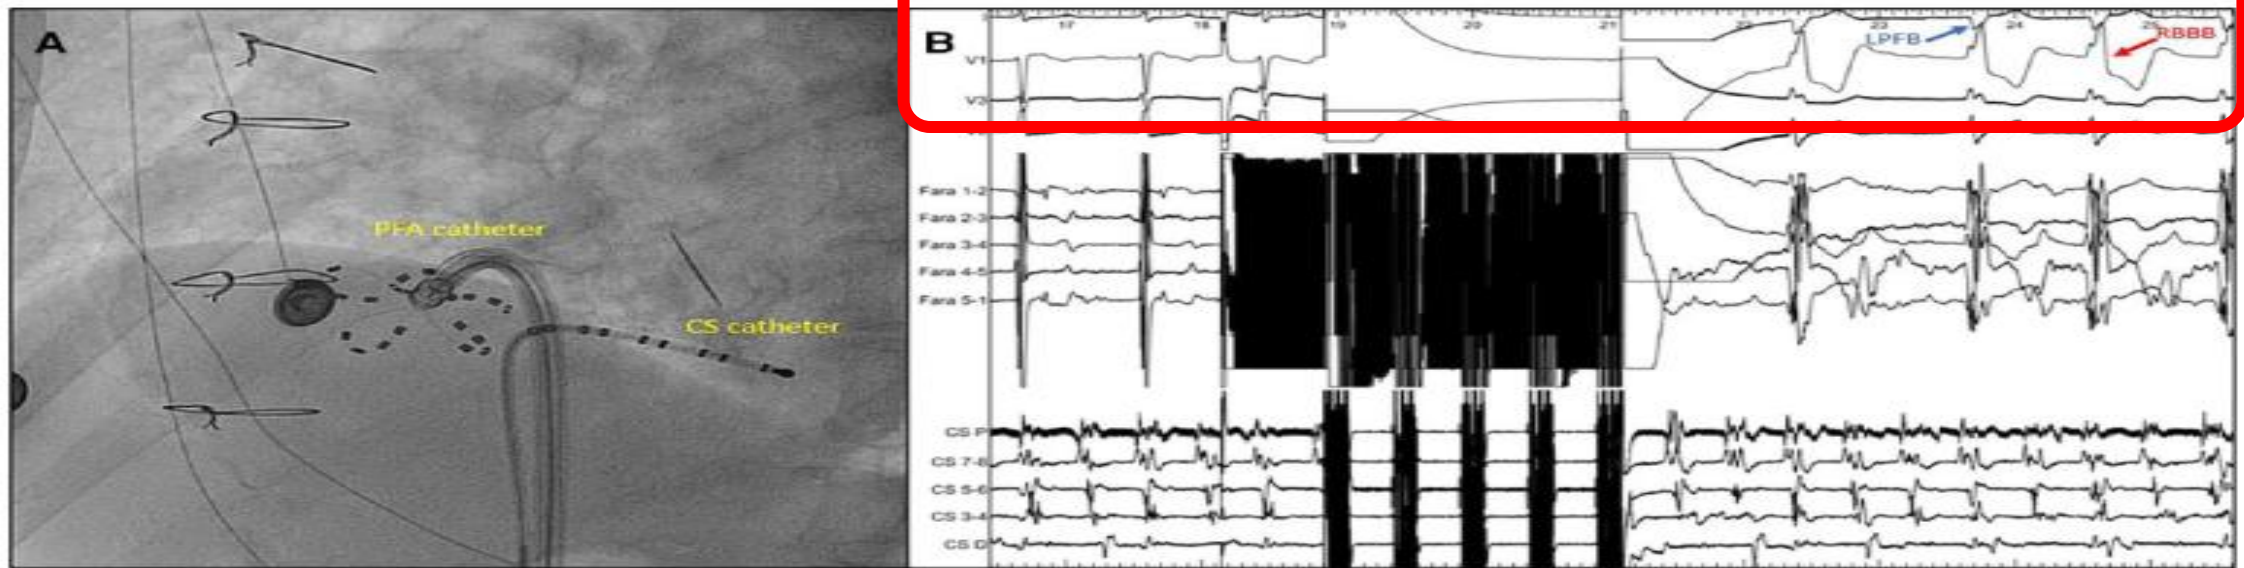 A
PFA catheter
CS catheter
B
17 18 19 20 21 22 23 24 25
LPFB
RBBB
V1
Fara 1-2
Fara 2-3
Fara 3-4
Fara 4-5
Fara 5-1
CS P
CS 7-8
CS 5-6
CS 3-4
CS D